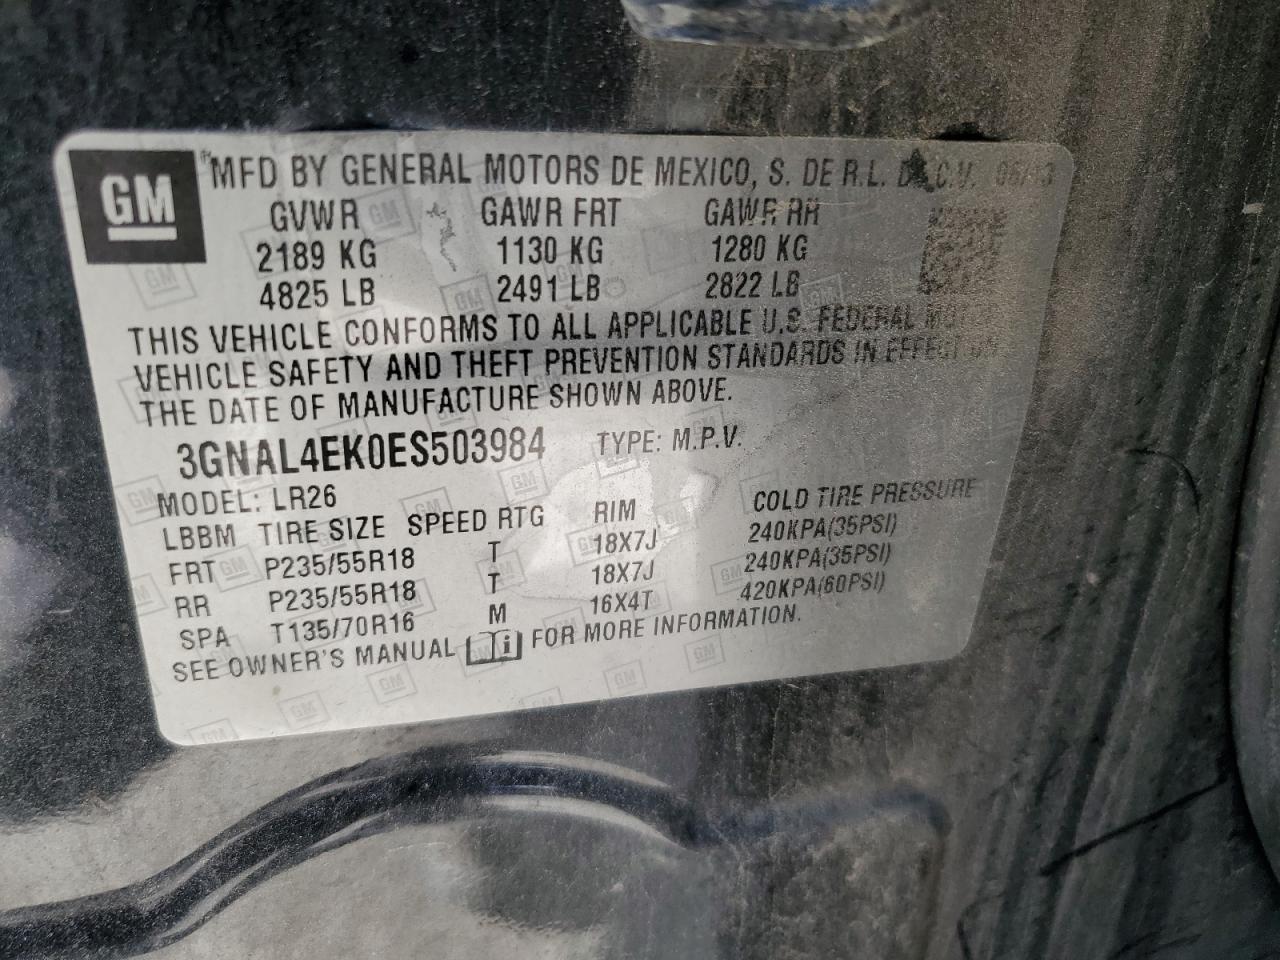 GM MFD BY GENERAL MOTORS DE MEXICO, S. DE R.L. C.V.
GVWR GAWR FRT GAWR RR
2189 KG 1130 KG 1280 KG
4825 LB 2491 LB 2822 LB
THIS VEHICLE CONFORMS TO ALL APPLICABLE U.S. FEDERAL
VEHICLE SAFETY AND THEFT PREVENTION STANDARDS IN EFFECT ON
THE DATE OF MANUFACTURE SHOWN ABOVE.
3GNAL4EK0ES503984 TYPE: M.P.V.
MODEL: LR26
LBBM TIRE SIZE SPEED RTG RIM COLD TIRE PRESSURE
FRT P235/55R18 T 18X7J 240KPA(35PSI)
RR P235/55R18 T 18X7J 240KPA(35PSI)
SPA T135/70R16 M 16X4T 420KPA(60PSI)
SEE OWNER'S MANUAL i FOR MORE INFORMATION.